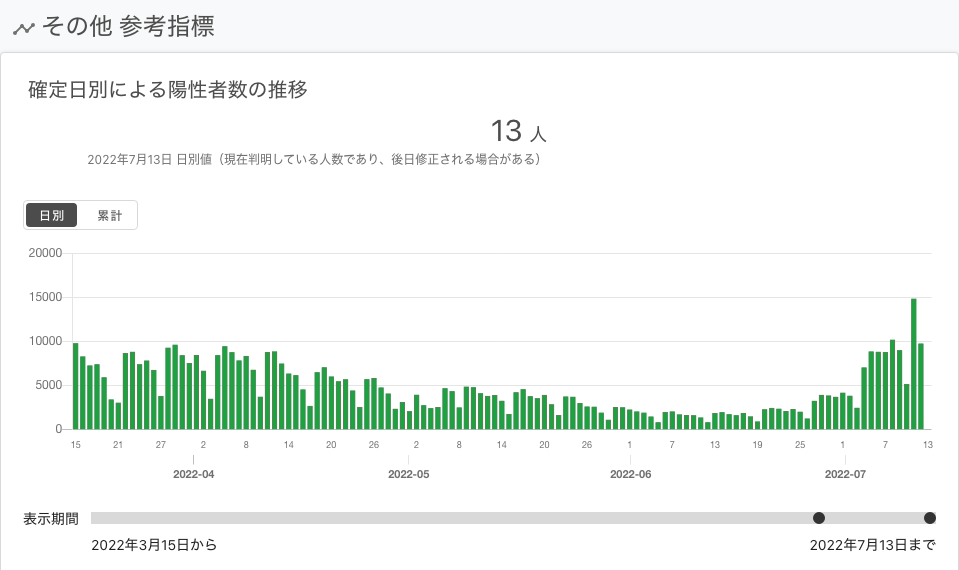 その他 参考指標
確定日別による陽性者数の推移
13 人
2022年7月13日 日別値（現在判明している人数であり、後日修正される場合がある）
日別 累計
20000
15000
10000
5000
0
15 21 27 2 8 14 20 26 2 8 14 20 26 1 7 13 19 25 1 7 13
2022-04 2022-05 2022-06 2022-07
表示期間
2022年3月15日から 2022年7月13日まで